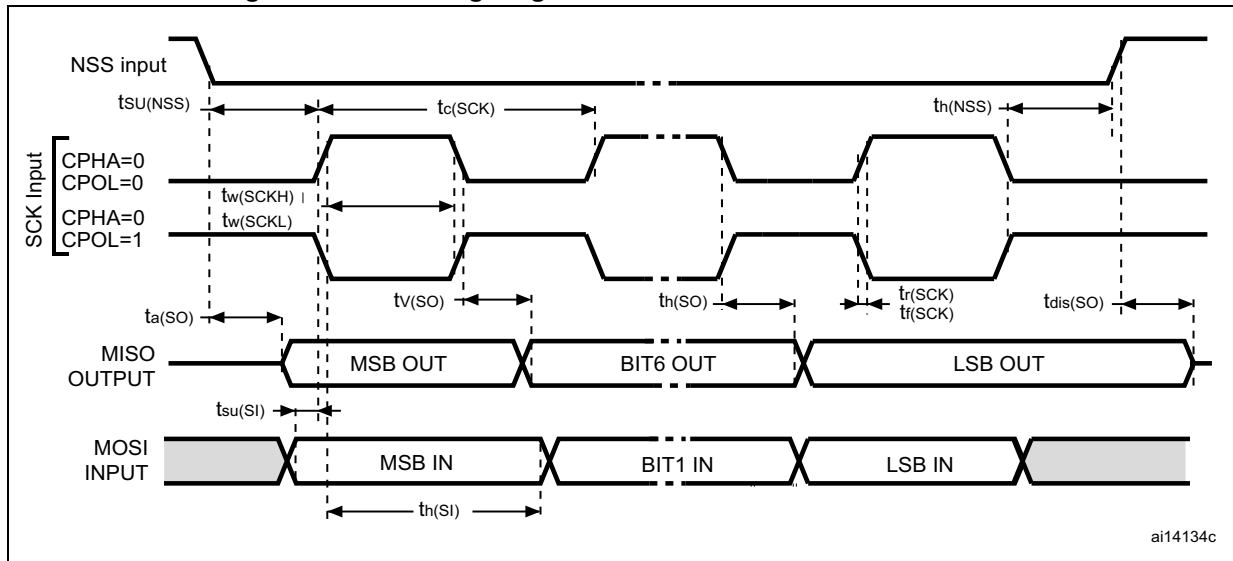 NSS input
tSU(NSS)
tc(SCK)
th(NSS)
SCK Input
CPHA=0
CPOL=0
tw(SCKH)
CPHA=0
CPOL=1
tw(SCKL)
ta(SO)
tV(SO)
th(SO)
tr(SCK)
tf(SCK)
tdis(SO)
MISO
OUTPUT
MSB OUT
BIT6 OUT
LSB OUT
tsu(SI)
MOSI
INPUT
MSB IN
BIT1 IN
LSB IN
th(SI)
ai14134c